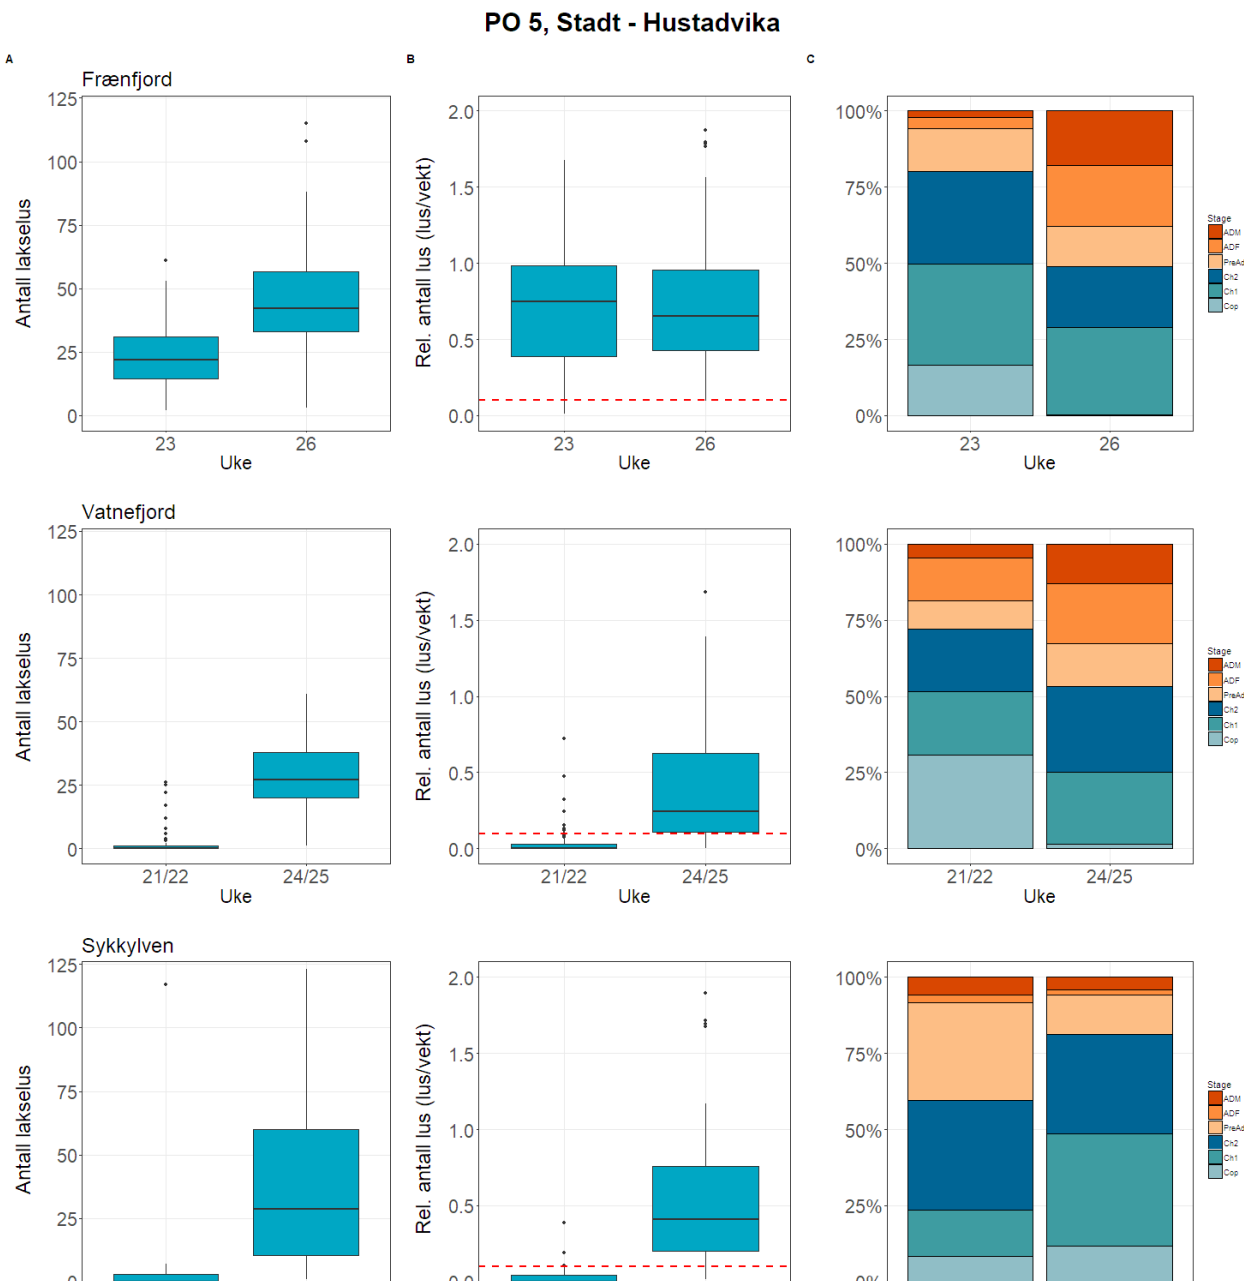 PO 5, Stadt - Hustadvika
A
B
C
Frænfjord
Antall lakselus
125
100
75
50
25
0
23
26
Uke
Rel. antall lus (lus/vekt)
2.0
1.5
1.0
0.5
0.0
23
26
Uke
100%
75%
50%
25%
0%
23
26
Uke
Stage
ADM
ADF
PreAd
Ch2
Ch1
Cop
Vatnefjord
Antall lakselus
125
100
75
50
25
0
21/22
24/25
Uke
Rel. antall lus (lus/vekt)
2.0
1.5
1.0
0.5
0.0
21/22
24/25
Uke
100%
75%
50%
25%
0%
21/22
24/25
Uke
Stage
ADM
ADF
PreAd
Ch2
Ch1
Cop
Sykkylven
Antall lakselus
125
100
75
50
25
0
Rel. antall lus (lus/vekt)
2.0
1.5
1.0
0.5
0.0
100%
75%
50%
25%
0%
Stage
ADM
ADF
PreAd
Ch2
Ch1
Cop